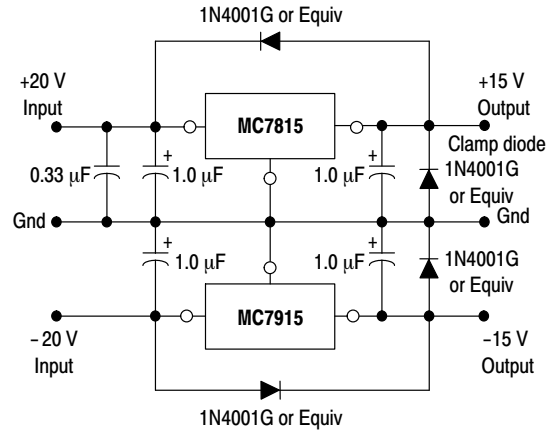 1N4001G or Equiv
+20 V
Input
+15 V
Output
MC7815
Clamp diode
0.33 µF
+
1.0 µF
1.0 µF
+
1N4001G
or Equiv
Gnd
Gnd
+
1.0 µF
1.0 µF
+
1N4001G
or Equiv
MC7915
−20 V
Input
−15 V
Output
1N4001G or Equiv